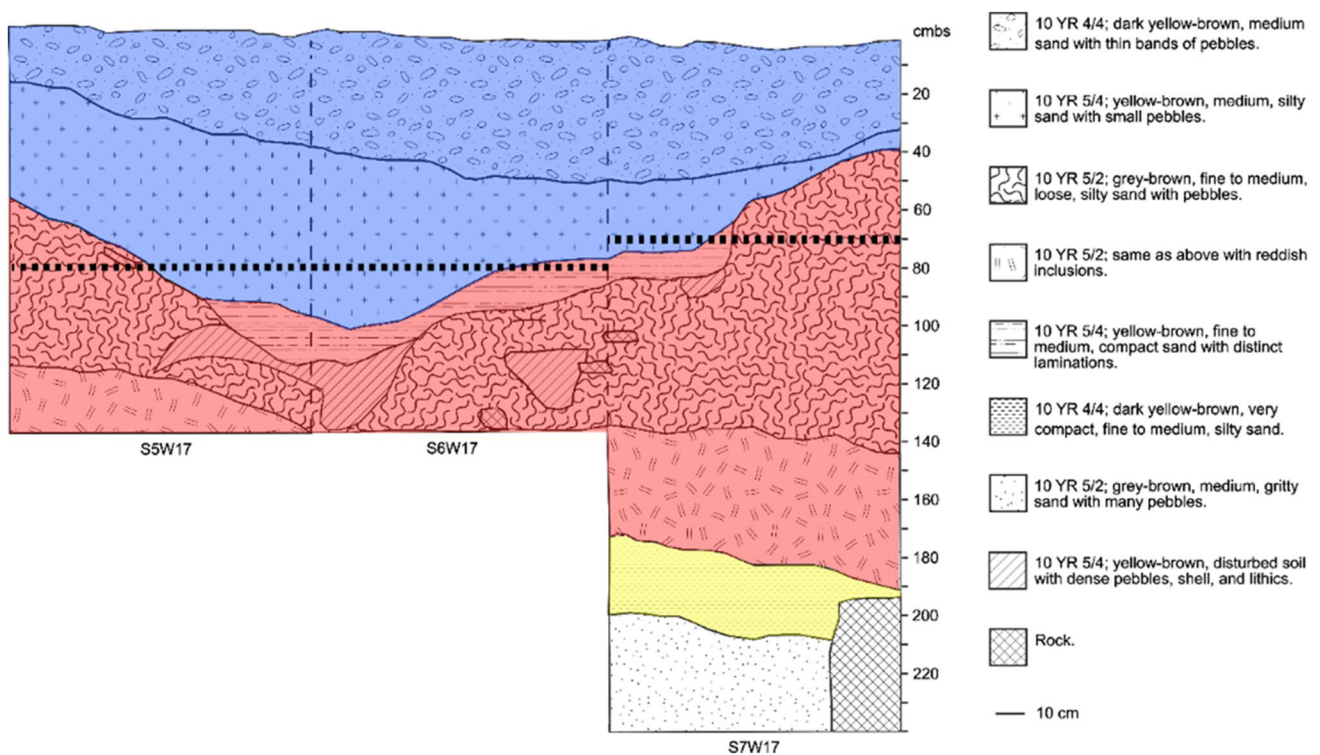 cmbs
20
40
60
80
100
120
140
160
180
200
220
S5W17
S6W17
S7W17
10 YR 4/4; dark yellow-brown, medium
sand with thin bands of pebbles.
10 YR 5/4; yellow-brown, medium, silty
sand with small pebbles.
10 YR 5/2; grey-brown, fine to medium,
loose, silty sand with pebbles.
10 YR 5/2; same as above with reddish
inclusions.
10 YR 5/4; yellow-brown, fine to
medium, compact sand with distinct
laminations.
10 YR 4/4; dark yellow-brown, very
compact, fine to medium, silty sand.
10 YR 5/2; grey-brown, medium, gritty
sand with many pebbles.
10 YR 5/4; yellow-brown, disturbed soil
with dense pebbles, shell, and lithics.
Rock.
10 cm